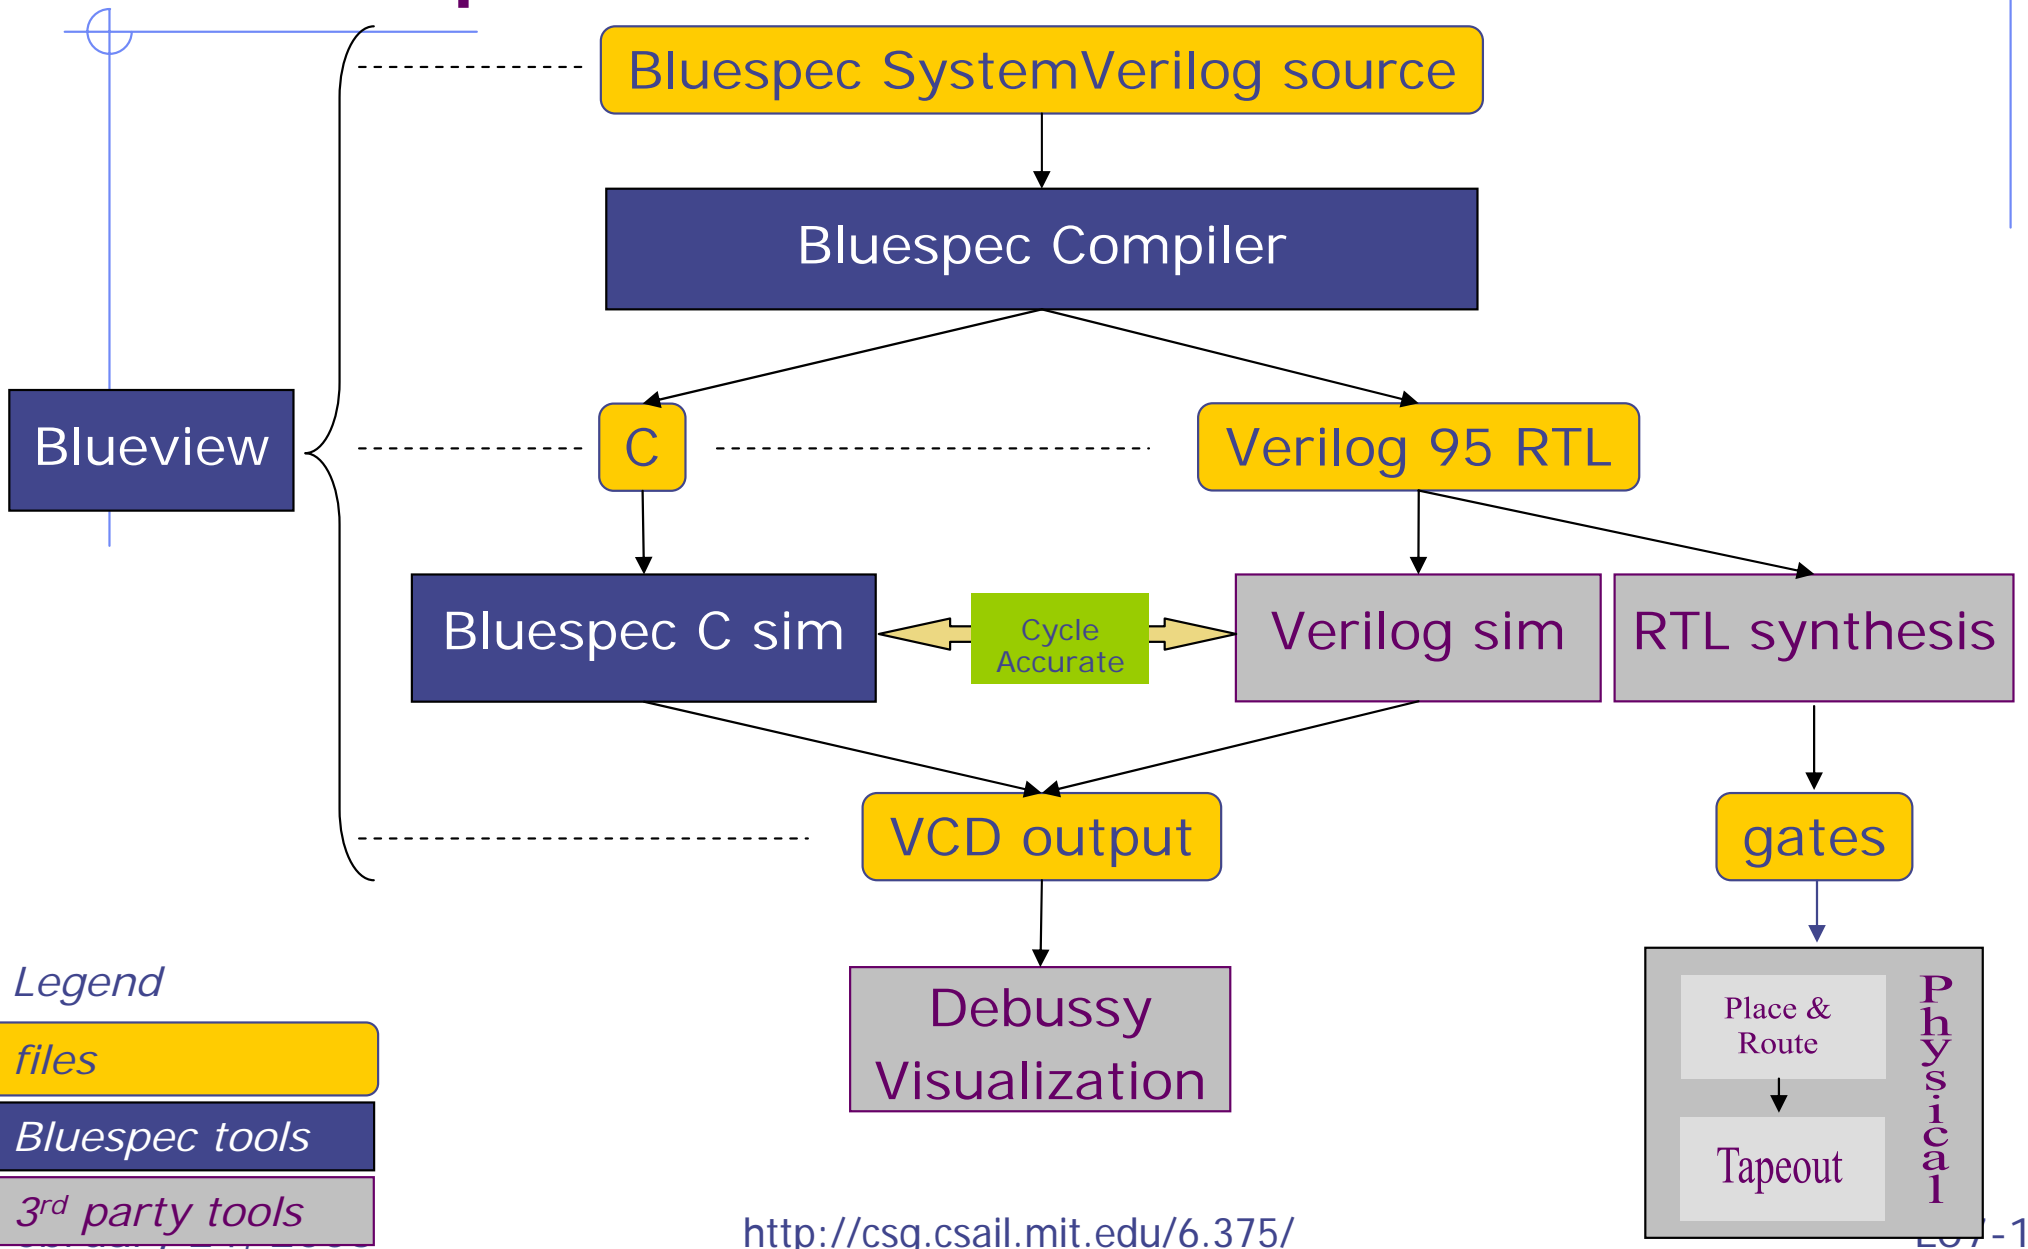 Bluespec SystemVerilog source
Bluespec Compiler
Blueview
C
Verilog 95 RTL
Bluespec C sim
Cycle
Accurate
Verilog sim
RTL synthesis
VCD output
gates
Legend
files
Bluespec tools
3rd party tools
Debussy
Visualization
Place &
Route
Tapeout
Physical
http://csg.csail.mit.edu/6.375/